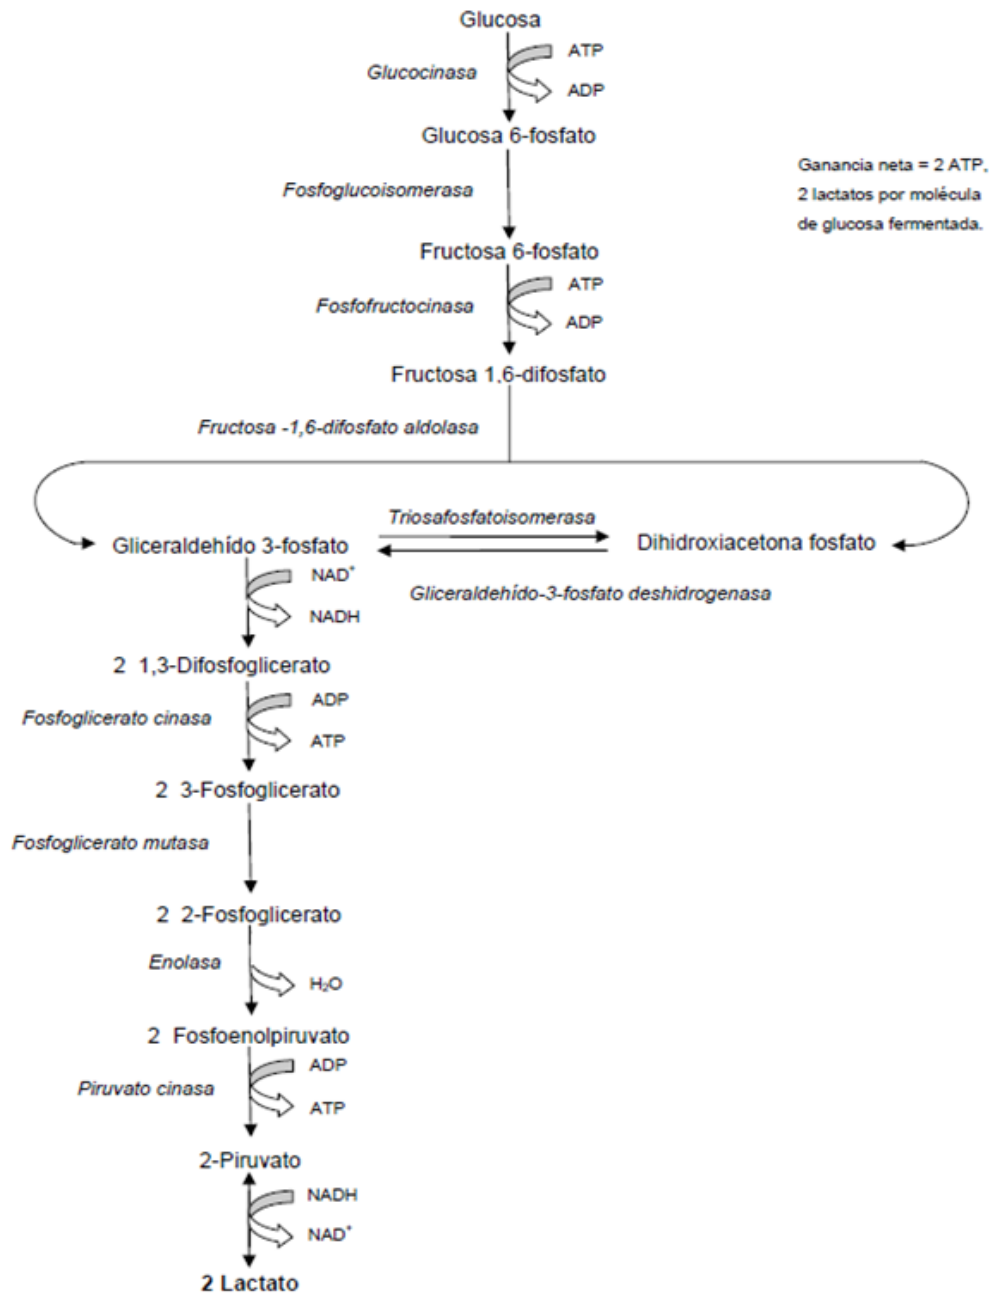 Glucosa
ATP
Glucocinasa
ADP
Glucosa 6-fosfato
Ganancia neta = 2 ATP,
2 lactatos por molécula
de glucosa fermentada.
Fosfoglucoisomerasa
Fructosa 6-fosfato
ATP
Fosfofructocinasa
ADP
Fructosa 1,6-difosfato
Fructosa -1,6-difosfato aldolasa
Triosafosfatoisomerasa
Gliceraldehído 3-fosfato
Dihidroxiacetona fosfato
NAD⁺
Gliceraldehído-3-fosfato deshidrogenasa
NADH
2 1,3-Difosfoglicerato
ADP
Fosfoglicerato cinasa
ATP
2 3-Fosfoglicerato
Fosfoglicerato mutasa
2 2-Fosfoglicerato
Enolasa
H₂O
2 Fosfoenolpiruvato
ADP
Piruvato cinasa
ATP
2-Piruvato
NADH
NAD⁺
2 Lactato